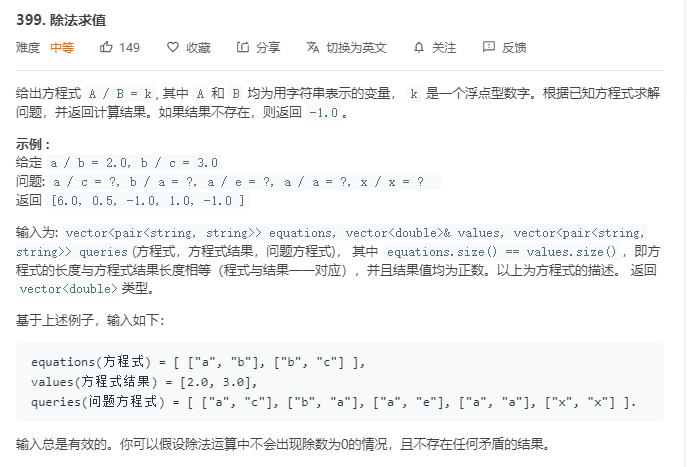 399. 除法求值
难度 中等 149 收藏 分享 切换为英文 关注 反馈
给出方程式 A / B = k ,其中 A 和 B 均为用字符串表示的变量， k 是一个浮点型数字。根据已知方程式求解
问题，并返回计算结果。如果结果不存在，则返回 -1.0 。
示例 :
给定 a / b = 2.0, b / c = 3.0
问题: a / c = ?, b / a = ?, a / e = ?, a / a = ?, x / x = ?
返回 [6.0, 0.5, -1.0, 1.0, -1.0 ]
输入为: vector<pair<string, string>> equations, vector<double>& values, vector<pair<string,
string>> queries (方程式，方程式结果，问题方程式)， 其中 equations.size() == values.size()，即方
程式的长度与方程式结果长度相等（程式与结果一一对应），并且结果值均为正数。以上为方程式的描述。 返回
vector<double> 类型。
基于上述例子，输入如下：
equations(方程式) = [ ["a", "b"], ["b", "c"] ],
values(方程式结果) = [2.0, 3.0],
queries(问题方程式) = [ ["a", "c"], ["b", "a"], ["a", "e"], ["a", "a"], ["x", "x"] ].
输入总是有效的。你可以假设除法运算中不会出现除数为0的情况，且不存在任何矛盾的结果。